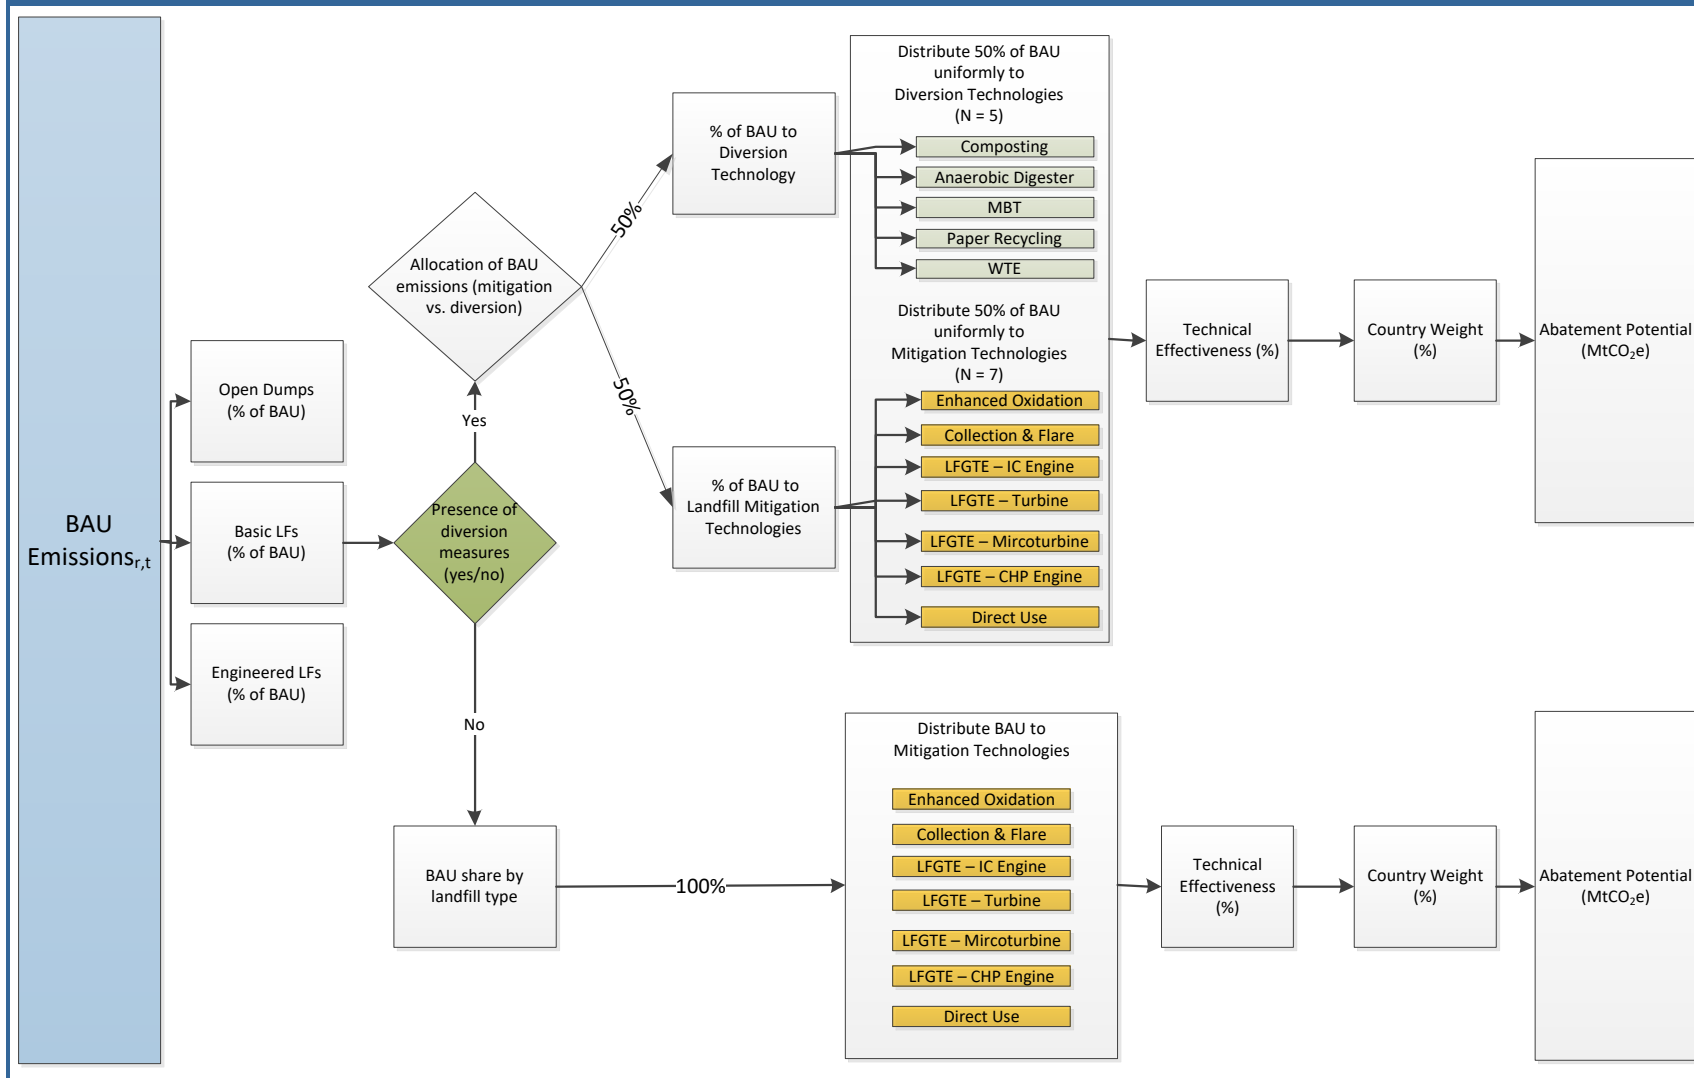 BAU
Emissionsr,t
Open Dumps
(% of BAU)
Basic LFs
(% of BAU)
Engineered LFs
(% of BAU)
Presence of
diversion
measures
(yes/no)
Yes
No
Allocation of BAU
emissions (mitigation
vs. diversion)
50%
50%
% of BAU to
Diversion
Technology
% of BAU to
Landfill Mitigation
Technologies
Distribute 50% of BAU
uniformly to
Diversion Technologies
(N = 5)
Composting
Anaerobic Digester
MBT
Paper Recycling
WTE
Distribute 50% of BAU
uniformly to
Mitigation Technologies
(N = 7)
Enhanced Oxidation
Collection & Flare
LFGTE – IC Engine
LFGTE – Turbine
LFGTE – Mircoturbine
LFGTE – CHP Engine
Direct Use
Technical
Effectiveness (%)
Country Weight
(%)
Abatement Potential
(MtCO₂e)
BAU share by
landfill type
100%
Distribute BAU to
Mitigation Technologies
Enhanced Oxidation
Collection & Flare
LFGTE – IC Engine
LFGTE – Turbine
LFGTE – Mircoturbine
LFGTE – CHP Engine
Direct Use
Technical
Effectiveness
(%)
Country Weight
(%)
Abatement Potential
(MtCO₂e)